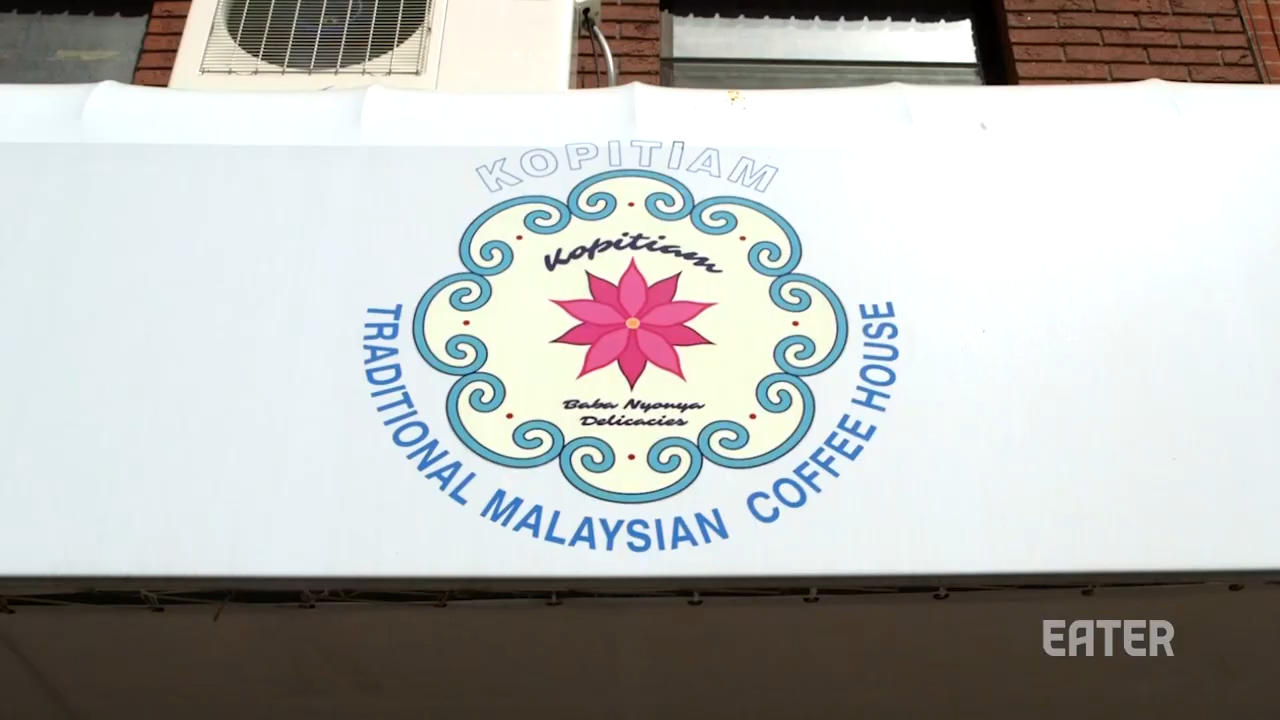 KOPITIAM
Kopitiam
Baba Nyonya
Delicacies
TRADITIONAL MALAYSIAN COFFEE HOUSE
EATER